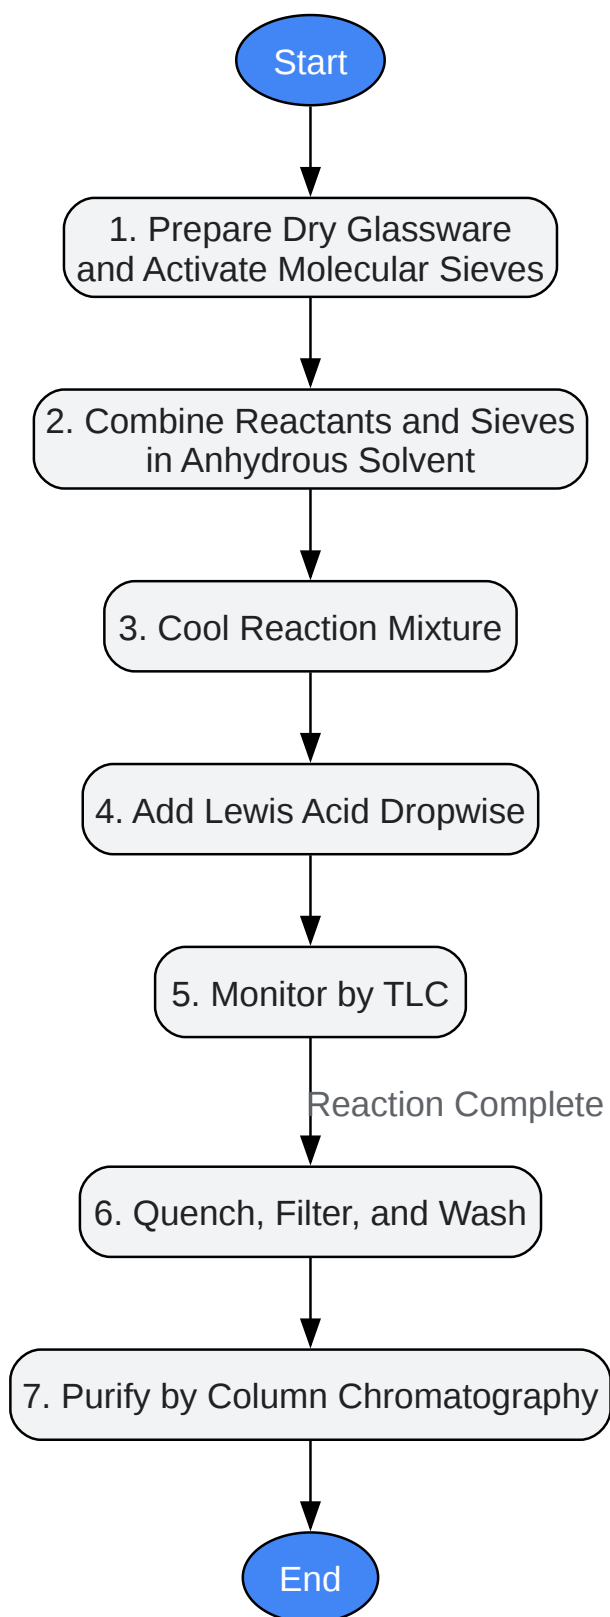 Start
1. Prepare Dry Glassware
and Activate Molecular Sieves
2. Combine Reactants and Sieves
in Anhydrous Solvent
3. Cool Reaction Mixture
4. Add Lewis Acid Dropwise
5. Monitor by TLC
Reaction Complete
6. Quench, Filter, and Wash
7. Purify by Column Chromatography
End